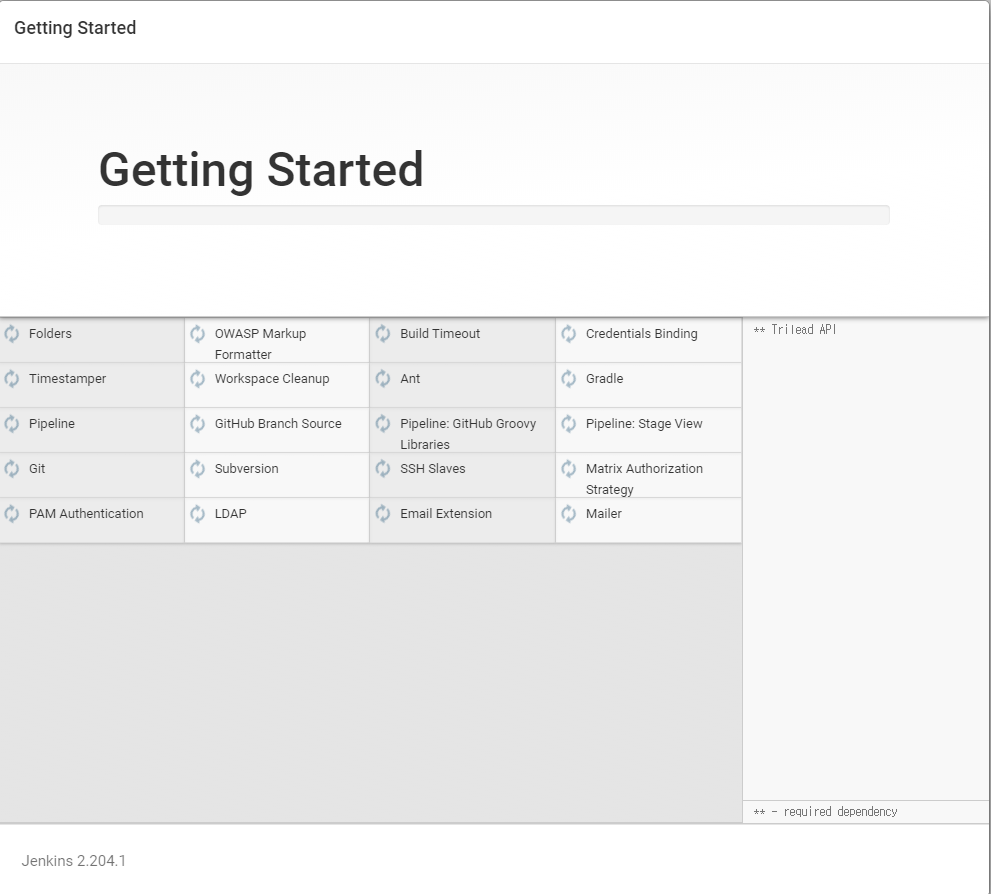 Getting Started
Getting Started
Folders
OWASP Markup
Formatter
Build Timeout
Credentials Binding
** Trilead API
Timestamper
Workspace Cleanup
Ant
Gradle
Pipeline
GitHub Branch Source
Pipeline: GitHub Groovy
Libraries
Pipeline: Stage View
Git
Subversion
SSH Slaves
Matrix Authorization
Strategy
PAM Authentication
LDAP
Email Extension
Mailer
** - required dependency
Jenkins 2.204.1